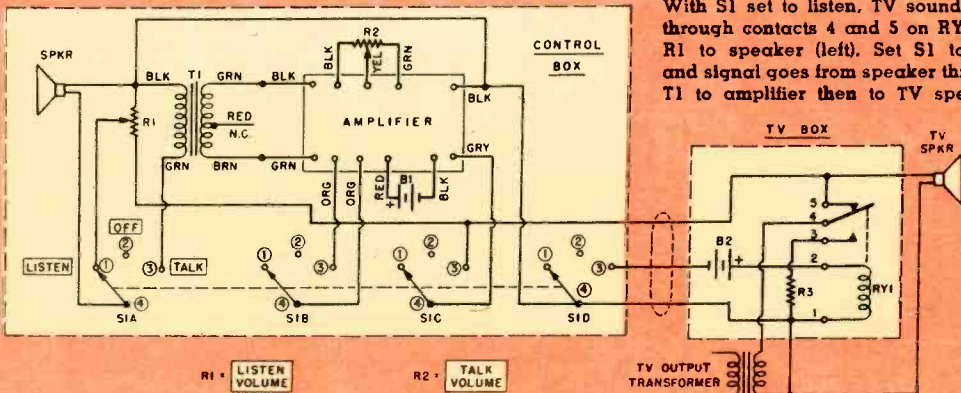 With S1 set to listen, TV sound
through contacts 4 and 5 on RY
R1 to speaker (left). Set S1 to
and signal goes from speaker th
T1 to amplifier then to TV spe
SPKR
BLK
T1
GRN
BLK
BLK
R2
YEL
GRN
CONTROL
BOX
BLK
R1
RED
N.C.
AMPLIFIER
GRN
BRN
GRN
GRY
ORG
ORG
RED
+
B1
BLK
OFF
2
LISTEN
1
3
TALK
4
S1A
1
2
3
4
S1B
1
2
3
4
S1C
1
2
3
4
S1D
TV BOX
TV
SPKR
5
4
3
B2
+
2
R3
RY1
1
TV OUTPUT
TRANSFORMER
R1 = LISTEN
VOLUME
R2 = TALK
VOLUME